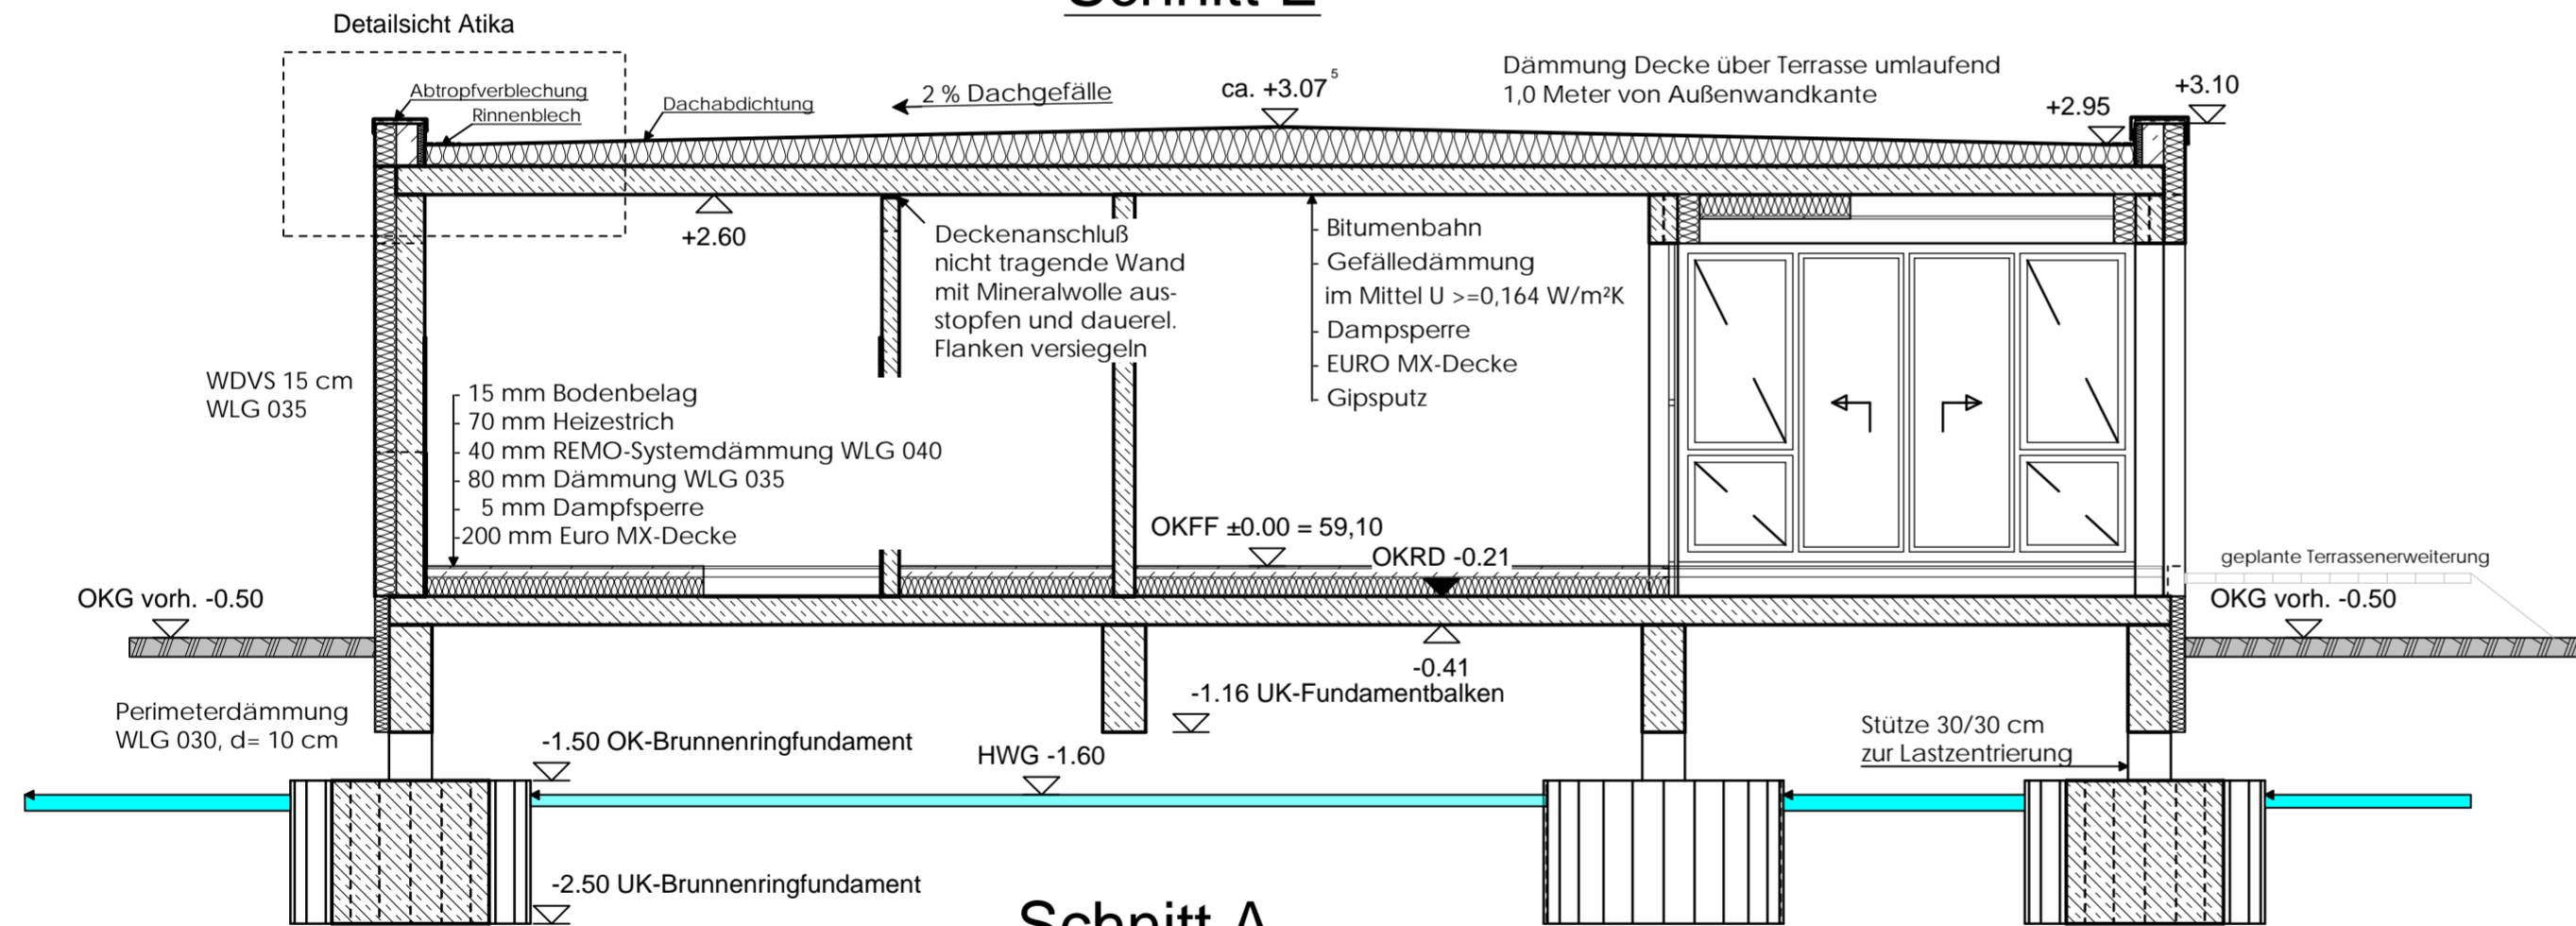 Schnitt E
Detailsicht Atika
Abtropfverblechung
Rinnenblech
Dachabdichtung
2 % Dachgefälle
ca. +3.07⁵
Dämmung Decke über Terrasse umlaufend
1,0 Meter von Außenwandkante
+2.95
+3.10
+2.60
Deckenanschluß
nicht tragende Wand
mit Mineralwolle aus-
stopfen und dauerel.
Flanken versiegeln
Bitumenbahn
Gefälledämmung
im Mittel U >=0,164 W/m²K
Dampsperre
EURO MX-Decke
Gipsputz
WDVS 15 cm
WLG 035
15 mm Bodenbelag
70 mm Heizestrich
40 mm REMO-Systemdämmung WLG 040
80 mm Dämmung WLG 035
5 mm Dampfsperre
200 mm Euro MX-Decke
OKFF ±0.00 = 59,10
OKRD -0.21
geplante Terrassenerweiterung
OKG vorh. -0.50
OKG vorh. -0.50
-0.41
-1.16 UK-Fundamentbalken
Perimeterdämmung
WLG 030, d= 10 cm
-1.50 OK-Brunnenringfundament
HWG -1.60
Stütze 30/30 cm
zur Lastzentrierung
-2.50 UK-Brunnenringfundament
Schnitt A